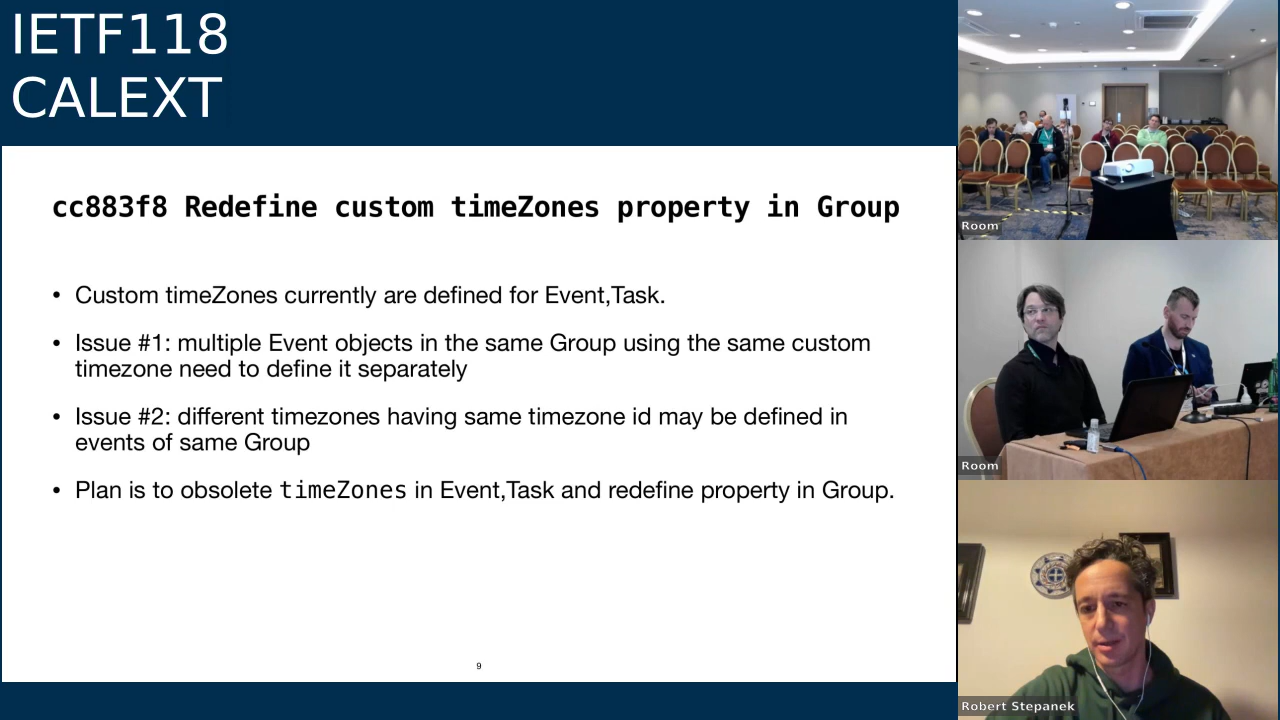 IETF118
CALEXT
cc883f8 Redefine custom timeZones property in Group
• Custom timeZones currently are defined for Event,Task.
• Issue #1: multiple Event objects in the same Group using the same custom
timezone need to define it separately
• Issue #2: different timezones having same timezone id may be defined in
events of same Group
• Plan is to obsolete timeZones in Event,Task and redefine property in Group.
9
Room
Room
Robert Stepanek